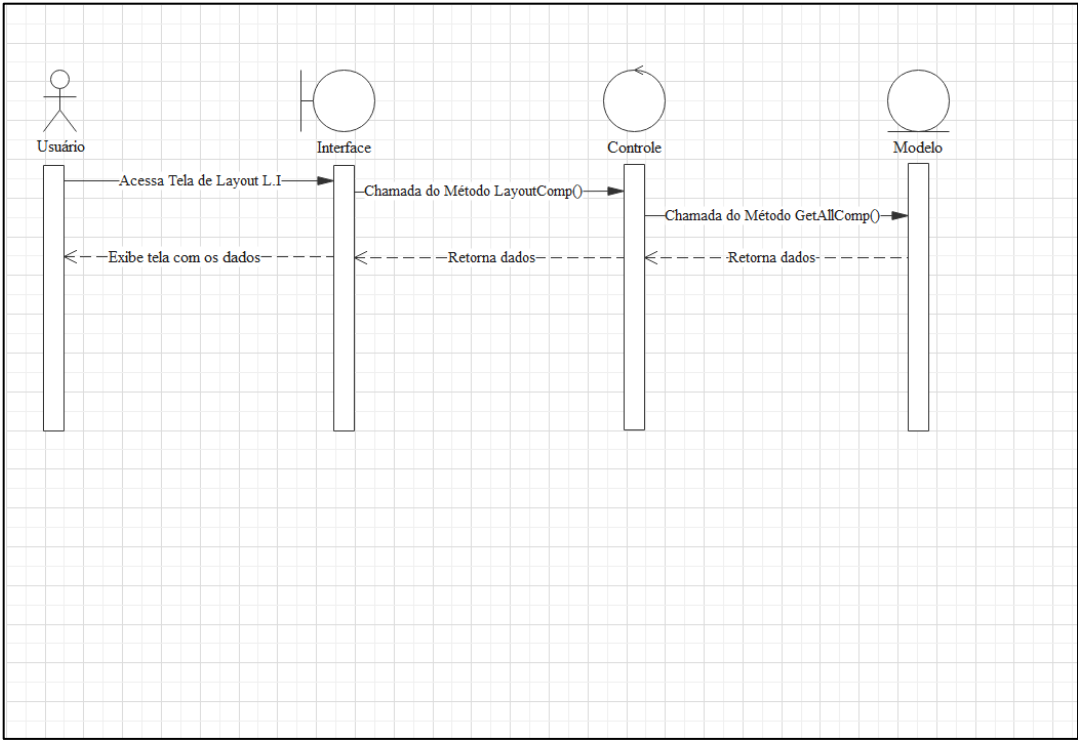 Usuário
Interface
Controle
Modelo
Acessa Tela de Layout L.I
Chamada do Método LayoutComp()
Chamada do Método GetAllComp()
Exibe tela com os dados
Retorna dados
Retorna dados